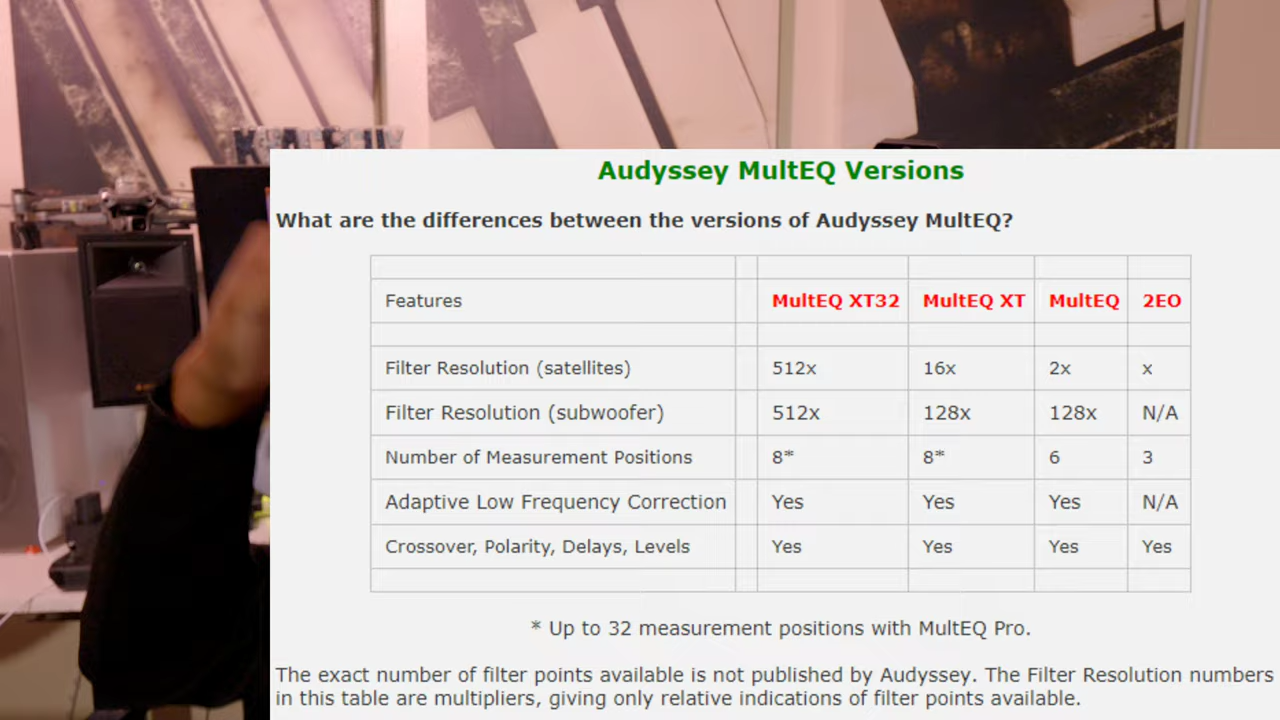 Audyssey MultEQ Versions
What are the differences between the versions of Audyssey MultEQ?
Features MultEQ XT32 MultEQ XT MultEQ 2EO
Filter Resolution (satellites) 512x 16x 2x x
Filter Resolution (subwoofer) 512x 128x 128x N/A
Number of Measurement Positions 8* 8* 6 3
Adaptive Low Frequency Correction Yes Yes Yes N/A
Crossover, Polarity, Delays, Levels Yes Yes Yes Yes
* Up to 32 measurement positions with MultEQ Pro.
The exact number of filter points available is not published by Audyssey. The Filter Resolution numbers
in this table are multipliers, giving only relative indications of filter points available.